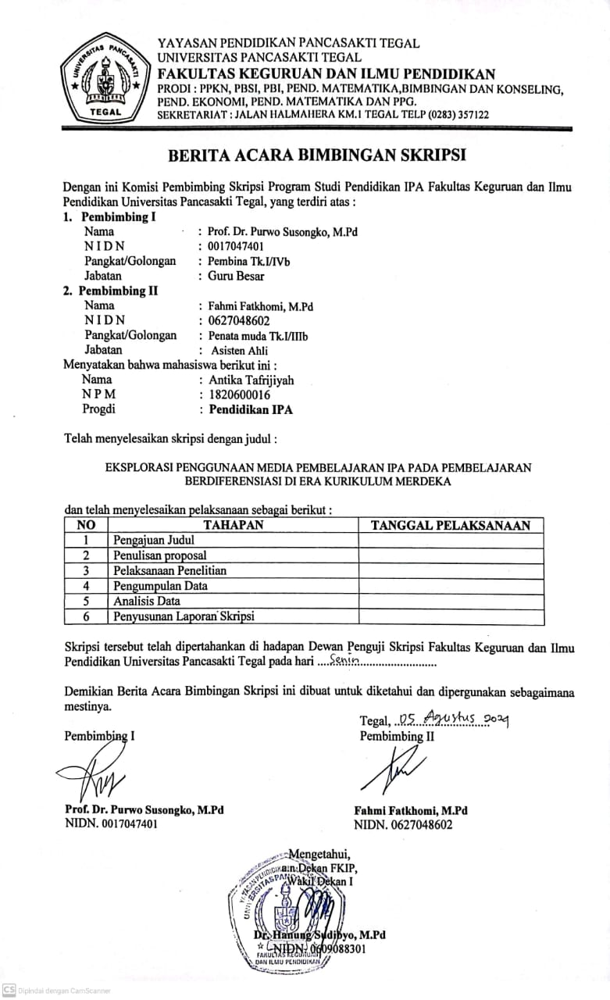 UNIVERSITAS PANCASAKTI
TEGAL
YAYASAN PENDIDIKAN PANCASAKTI TEGAL
UNIVERSITAS PANCASAKTI TEGAL
FAKULTAS KEGURUAN DAN ILMU PENDIDIKAN
PRODI : PPKN, PBSI, PBI, PEND. MATEMATIKA,BIMBINGAN DAN KONSELING,
PEND. EKONOMI, PEND. MATEMATIKA DAN PPG.
SEKRETARIAT : JALAN HALMAHERA KM.1 TEGAL TELP (0283) 357122
BERITA ACARA BIMBINGAN SKRIPSI
Dengan ini Komisi Pembimbing Skripsi Program Studi Pendidikan IPA Fakultas Keguruan dan Ilmu
Pendidikan Universitas Pancasakti Tegal, yang terdiri atas :
1. Pembimbing I
Nama : Prof. Dr. Purwo Susongko, M.Pd
N I D N : 0017047401
Pangkat/Golongan : Pembina Tk.I/IVb
Jabatan : Guru Besar
2. Pembimbing II
Nama : Fahmi Fatkhomi, M.Pd
N I D N : 0627048602
Pangkat/Golongan : Penata muda Tk.I/IIIb
Jabatan : Asisten Ahli
Menyatakan bahwa mahasiswa berikut ini :
Nama : Antika Tafrijiyah
N P M : 1820600016
Progdi : Pendidikan IPA
Telah menyelesaikan skripsi dengan judul :
EKSPLORASI PENGGUNAAN MEDIA PEMBELAJARAN IPA PADA PEMBELAJARAN
BERDIFERENSIASI DI ERA KURIKULUM MERDEKA
dan telah menyelesaikan pelaksanaan sebagai berikut :
NO TAHAPAN TANGGAL PELAKSANAAN
1 Pengajuan Judul
2 Penulisan proposal
3 Pelaksanaan Penelitian
4 Pengumpulan Data
5 Analisis Data
6 Penyusunan Laporan Skripsi
Skripsi tersebut telah dipertahankan di hadapan Dewan Penguji Skripsi Fakultas Keguruan dan Ilmu
Pendidikan Universitas Pancasakti Tegal pada hari ....Senin..........................
Demikian Berita Acara Bimbingan Skripsi ini dibuat untuk diketahui dan dipergunakan sebagaimana
mestinya.
Tegal, ..05 Agustus 2024
Pembimbing I Pembimbing II
Prof. Dr. Purwo Susongko, M.Pd Fahmi Fatkhomi, M.Pd
NIDN. 0017047401 NIDN. 0627048602
Mengetahui,
a.n.Dekan FKIP,
Wakil Dekan I
Dr. Hanung Sudibyo, M.Pd
NIDN. 0609088301
FAKULTAS KEGURUAN
DAN ILMU PENDIDIKAN
CS Dipindai dengan CamScanner